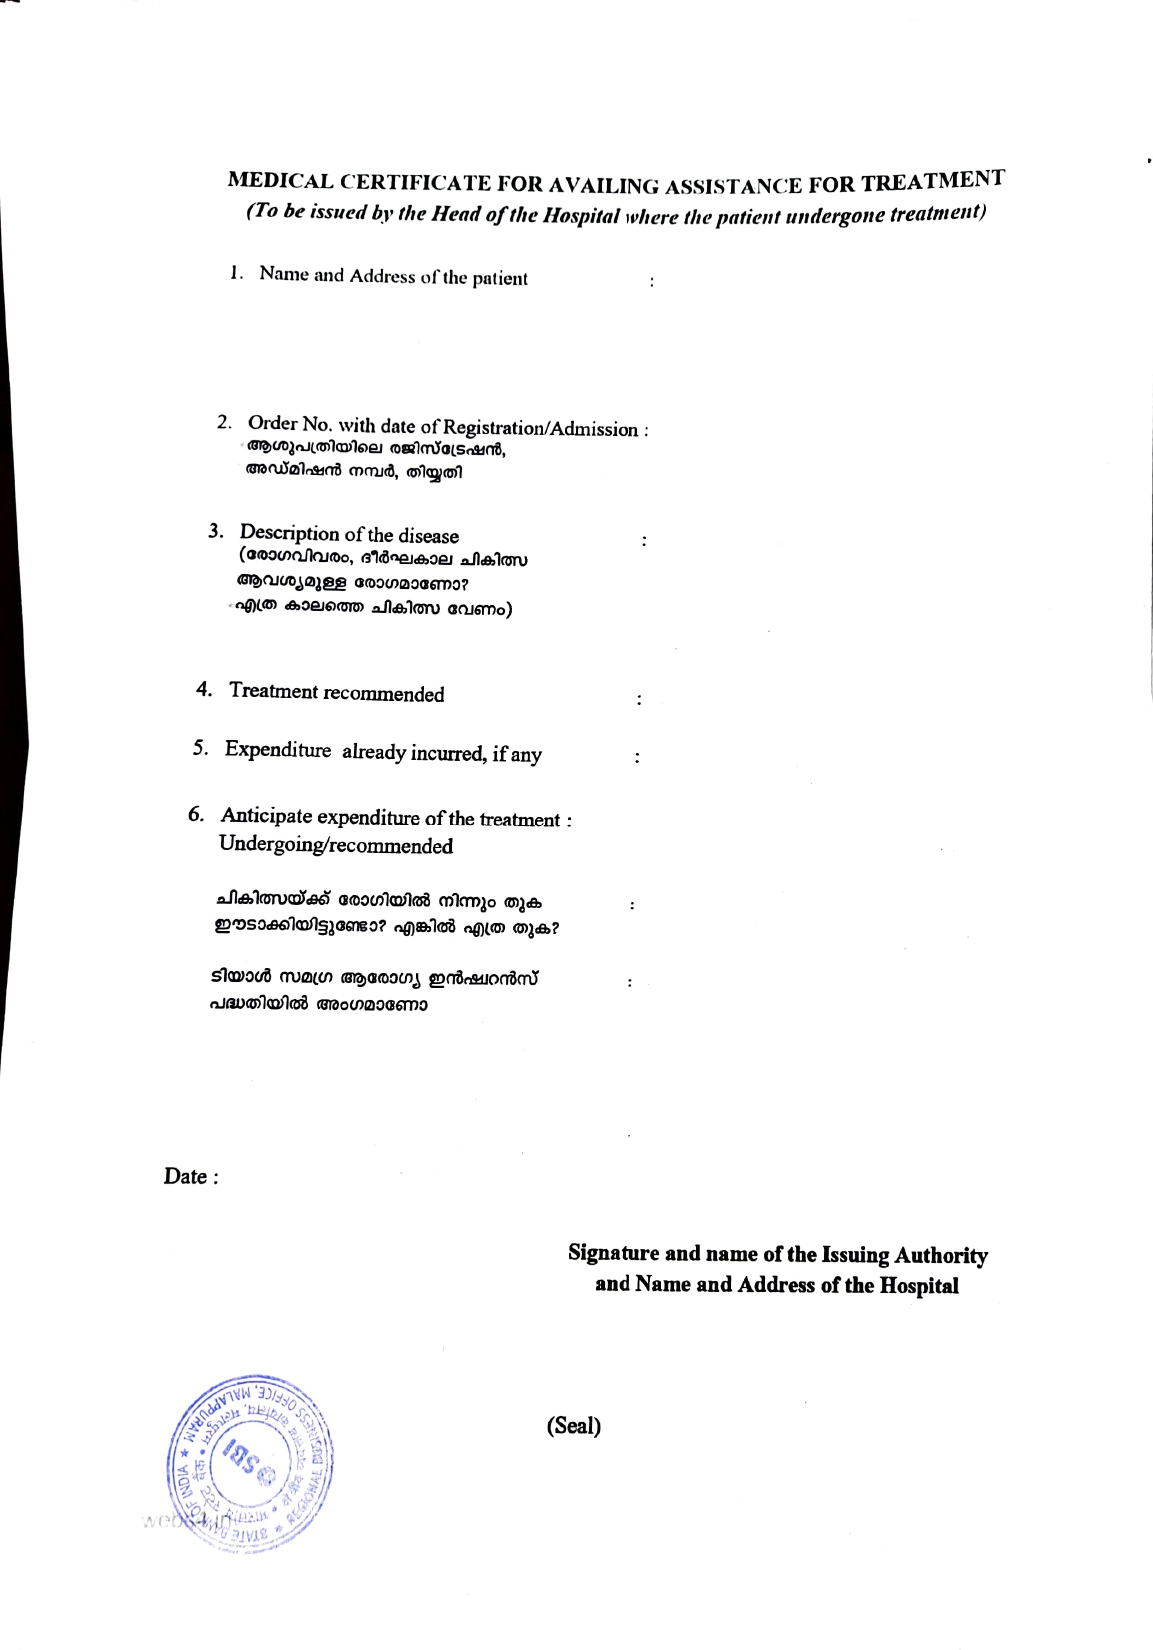 MEDICAL CERTIFICATE FOR AVAILING ASSISTANCE FOR TREATMENT
(To be issued by the Head of the Hospital where the patient undergone treatment)
1. Name and Address of the patient :
2. Order No. with date of Registration/Admission :
ആശുപത്രിയിലെ രജിസ്ട്രേഷൻ,
അഡ്മിഷൻ നമ്പർ, തിയ്യതി
3. Description of the disease :
(രോഗവിവരം, ദീർഘകാല ചികിത്സ
ആവശ്യമുള്ള രോഗമാണോ?
എത്ര കാലത്തെ ചികിത്സ വേണം)
4. Treatment recommended :
5. Expenditure already incurred, if any :
6. Anticipate expenditure of the treatment :
Undergoing/recommended
ചികിത്സയ്ക്ക് രോഗിയിൽ നിന്നും തുക :
ഈടാക്കിയിട്ടുണ്ടോ? എങ്കിൽ എത്ര തുക?
ടിയാൾ സമഗ്ര ആരോഗ്യ ഇൻഷുറൻസ് :
പദ്ധതിയിൽ അംഗമാണോ
Date :
Signature and name of the Issuing Authority
and Name and Address of the Hospital
(Seal)
STATE BANK OF INDIA ★ REGIONAL BUSINESS OFFICE, MALAPPURAM ★
भारतीय स्टेट बैंक
SBI